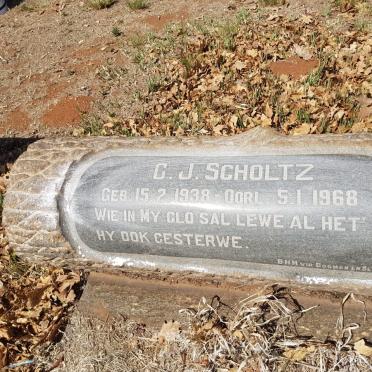 C. J. SCHOLTZ
GEB. 15.2.1938 - OORL. 5.1.1968
WIE IN MY GLO SAL LEWE AL HET
HY OOK GESTERWE.